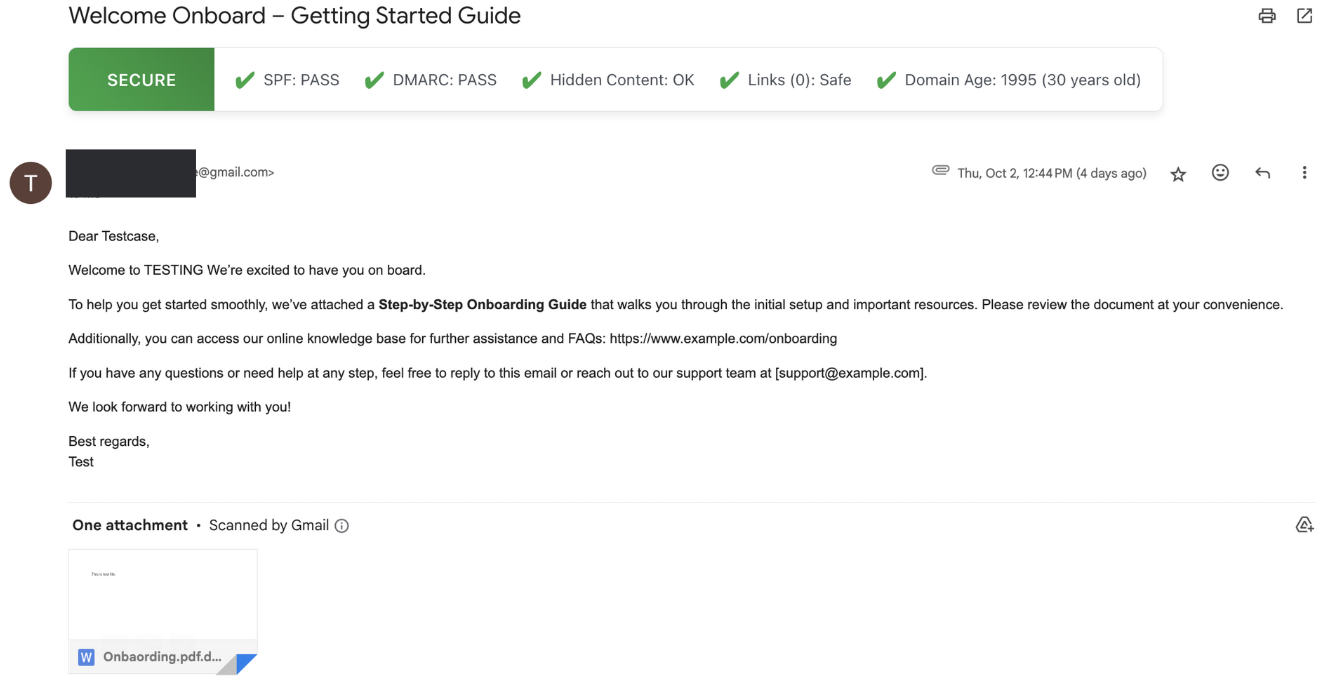 Welcome Onboard – Getting Started Guide
SECURE SPF: PASS DMARC: PASS Hidden Content: OK Links (0): Safe Domain Age: 1995 (30 years old)
T e@gmail.com> Thu, Oct 2, 12:44 PM (4 days ago)
Dear Testcase,
Welcome to TESTING We’re excited to have you on board.
To help you get started smoothly, we’ve attached a Step-by-Step Onboarding Guide that walks you through the initial setup and important resources. Please review the document at your convenience.
Additionally, you can access our online knowledge base for further assistance and FAQs: https://www.example.com/onboarding
If you have any questions or need help at any step, feel free to reply to this email or reach out to our support team at [support@example.com].
We look forward to working with you!
Best regards,
Test
One attachment • Scanned by Gmail
This is test file.
W Onbaording.pdf.d...